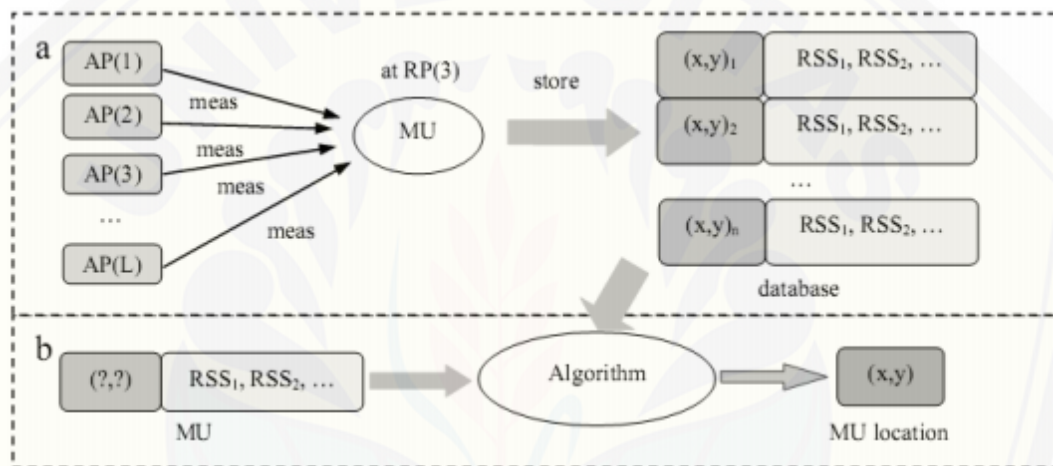 a
AP(1)
AP(2)
AP(3)
...
AP(L)
meas
meas
meas
meas
at RP(3)
MU
store
(x,y)₁ RSS₁, RSS₂, ...
(x,y)₂ RSS₁, RSS₂, ...
...
(x,y)ₙ RSS₁, RSS₂, ...
database
b
(?,?) RSS₁, RSS₂, ...
MU
Algorithm
(x,y)
MU location